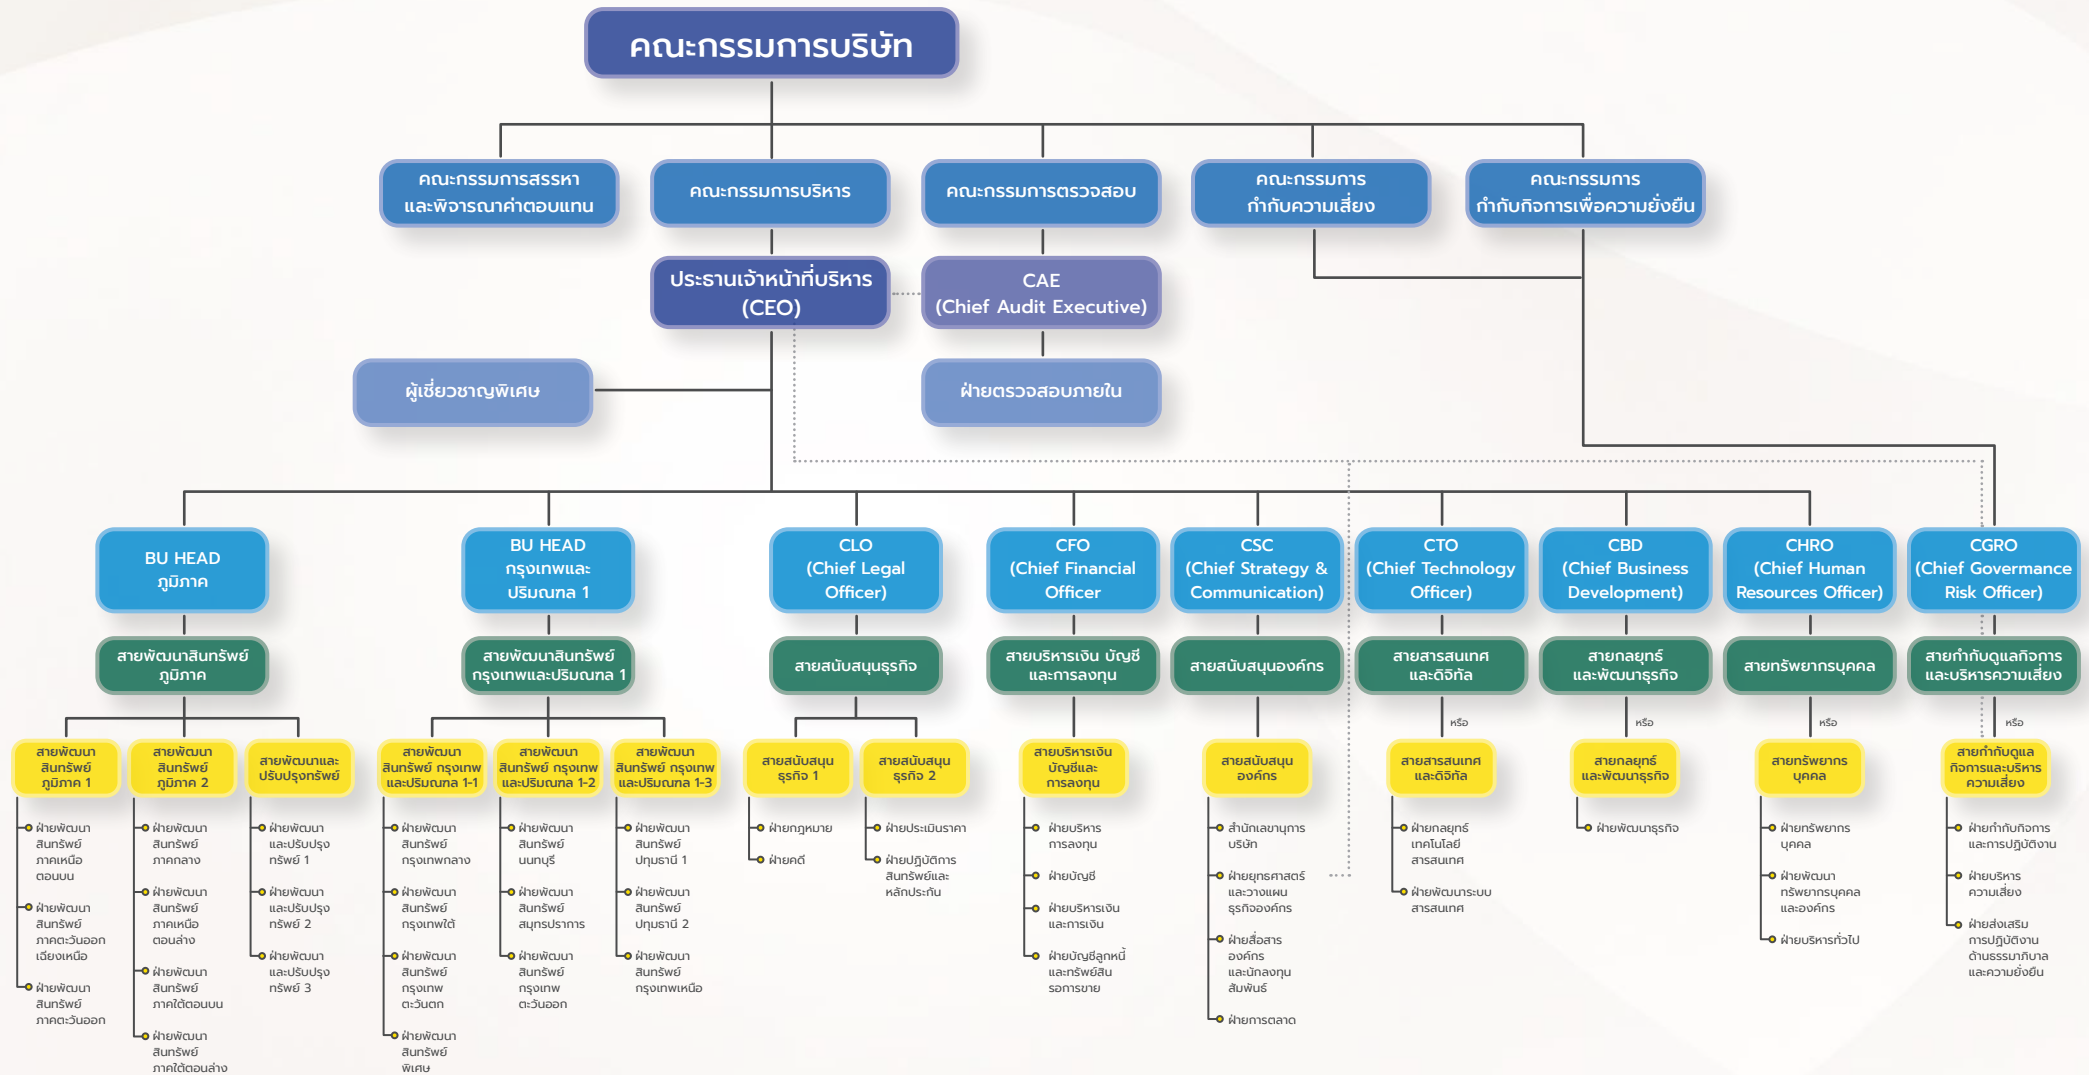 คณะกรรมการบริษัท
คณะกรรมการสรรหา
และพิจารณาค่าตอบแทน
คณะกรรมการบริหาร
คณะกรรมการตรวจสอบ
คณะกรรมการ
กำกับความเสี่ยง
คณะกรรมการ
กำกับกิจการเพื่อความยั่งยืน
ประธานเจ้าหน้าที่บริหาร
(CEO)
CAE
(Chief Audit Executive)
ผู้เชี่ยวชาญพิเศษ
ฝ่ายตรวจสอบภายใน
BU HEAD
ภูมิภาค
BU HEAD
กรุงเทพและ
ปริมณฑล 1
CLO
(Chief Legal
Officer)
CFO
(Chief Financial
Officer
CSC
(Chief Strategy &
Communication)
CTO
(Chief Technology
Officer)
CBD
(Chief Business
Development)
CHRO
(Chief Human
Resources Officer)
CGRO
(Chief Govermance
Risk Officer)
สายพัฒนาสินทรัพย์
ภูมิภาค
สายพัฒนาสินทรัพย์
กรุงเทพและปริมณฑล 1
สายสนับสนุนธุรกิจ
สายบริหารเงิน บัญชี
และการลงทุน
สายสนับสนุนองค์กร
สายสารสนเทศ
และดิจิทัล
สายกลยุทธ์
และพัฒนาธุรกิจ
สายทรัพยากรบุคคล
สายกำกับดูแลกิจการ
และบริหารความเสี่ยง
หรือ
หรือ
หรือ
หรือ
สายพัฒนา
สินทรัพย์
ภูมิภาค 1
สายพัฒนา
สินทรัพย์
ภูมิภาค 2
สายพัฒนาและ
ปรับปรุงทรัพย์
สายพัฒนา
สินทรัพย์ กรุงเทพ
และปริมณฑล 1-1
สายพัฒนา
สินทรัพย์ กรุงเทพ
และปริมณฑล 1-2
สายพัฒนา
สินทรัพย์ กรุงเทพ
และปริมณฑล 1-3
สายสนับสนุน
ธุรกิจ 1
สายสนับสนุน
ธุรกิจ 2
สายบริหารเงิน
บัญชีและ
การลงทุน
สายสนับสนุน
องค์กร
สายสารสนเทศ
และดิจิทัล
สายกลยุทธ์
และพัฒนาธุรกิจ
สายทรัพยากร
บุคคล
สายกำกับดูแล
กิจการและบริหาร
ความเสี่ยง
ฝ่ายพัฒนา
สินทรัพย์
ภาคเหนือ
ตอนบน
ฝ่ายพัฒนา
สินทรัพย์
ภาคตะวันออก
เฉียงเหนือ
ฝ่ายพัฒนา
สินทรัพย์
ภาคตะวันออก
ฝ่ายพัฒนา
สินทรัพย์
ภาคกลาง
ฝ่ายพัฒนา
สินทรัพย์
ภาคเหนือ
ตอนล่าง
ฝ่ายพัฒนา
สินทรัพย์
ภาคใต้ตอนบน
ฝ่ายพัฒนา
สินทรัพย์
ภาคใต้ตอนล่าง
ฝ่ายพัฒนา
และปรับปรุง
ทรัพย์ 1
ฝ่ายพัฒนา
และปรับปรุง
ทรัพย์ 2
ฝ่ายพัฒนา
และปรับปรุง
ทรัพย์ 3
ฝ่ายพัฒนา
สินทรัพย์
กรุงเทพกลาง
ฝ่ายพัฒนา
สินทรัพย์
กรุงเทพใต้
ฝ่ายพัฒนา
สินทรัพย์
กรุงเทพ
ตะวันตก
ฝ่ายพัฒนา
สินทรัพย์
พิเศษ
ฝ่ายพัฒนา
สินทรัพย์
นนทบุรี
ฝ่ายพัฒนา
สินทรัพย์
สมุทรปราการ
ฝ่ายพัฒนา
สินทรัพย์
กรุงเทพ
ตะวันออก
ฝ่ายพัฒนา
สินทรัพย์
ปทุมธานี 1
ฝ่ายพัฒนา
สินทรัพย์
ปทุมธานี 2
ฝ่ายพัฒนา
สินทรัพย์
กรุงเทพเหนือ
ฝ่ายกฎหมาย
ฝ่ายคดี
ฝ่ายประเมินราคา
ฝ่ายปฏิบัติการ
สินทรัพย์และ
หลักประกัน
ฝ่ายบริหาร
การลงทุน
ฝ่ายบัญชี
ฝ่ายบริหารเงิน
และการเงิน
ฝ่ายบัญชีลูกหนี้
และทรัพย์สิน
รอการขาย
สำนักเลขานุการ
บริษัท
ฝ่ายยุทธศาสตร์
และวางแผน
ธุรกิจองค์กร
ฝ่ายสื่อสาร
องค์กร
และนักลงทุน
สัมพันธ์
ฝ่ายการตลาด
ฝ่ายกลยุทธ์
เทคโนโลยี
สารสนเทศ
ฝ่ายพัฒนาระบบ
สารสนเทศ
ฝ่ายพัฒนาธุรกิจ
ฝ่ายทรัพยากร
บุคคล
ฝ่ายพัฒนา
ทรัพยากรบุคคล
และองค์กร
ฝ่ายบริหารทั่วไป
ฝ่ายกำกับกิจการ
และการปฏิบัติงาน
ฝ่ายบริหาร
ความเสี่ยง
ฝ่ายส่งเสริม
การปฏิบัติงาน
ด้านธรรมาภิบาล
และความยั่งยืน